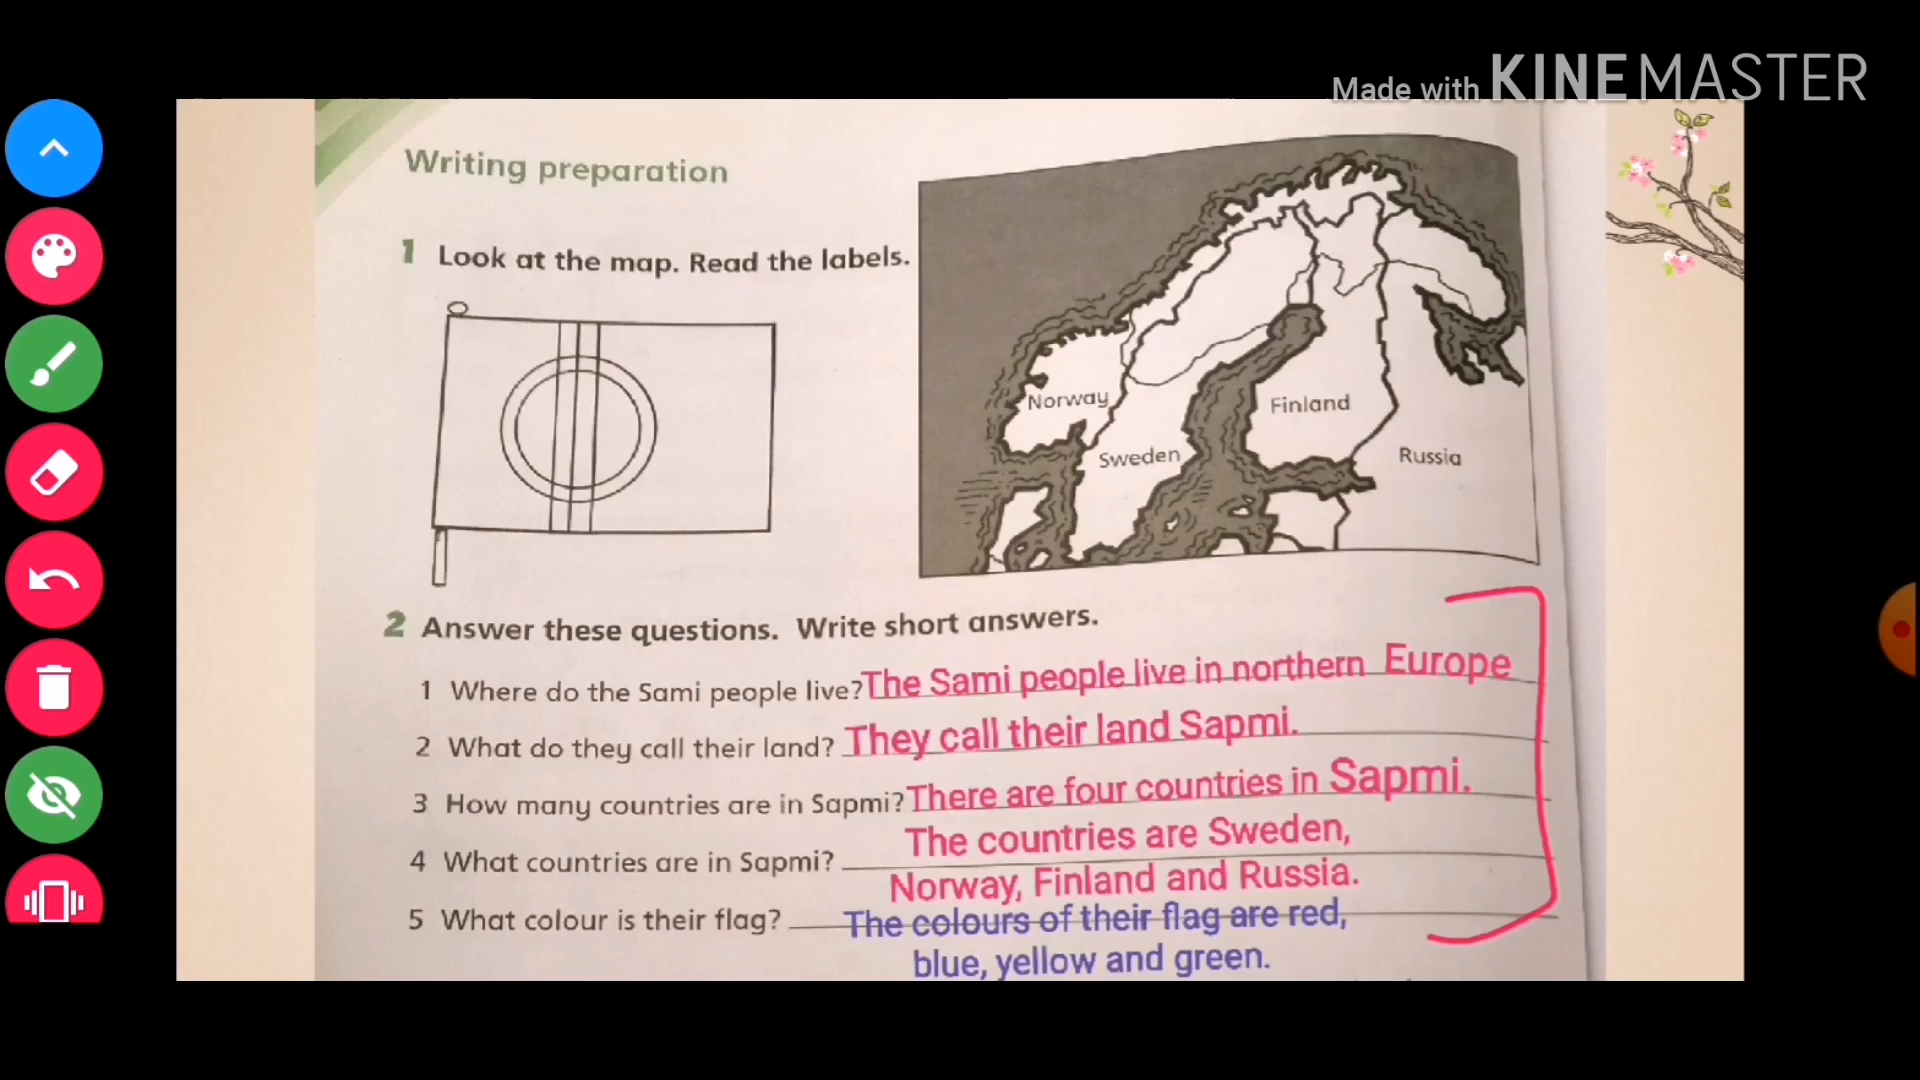 Made with KINEMASTER
Writing preparation
1 Look at the map. Read the labels.
Norway
Finland
Sweden
Russia
2 Answer these questions. Write short answers.
1 Where do the Sami people live? The Sami people live in northern Europe
2 What do they call their land? They call their land Sapmi.
3 How many countries are in Sapmi? There are four countries in Sapmi.
The countries are Sweden,
4 What countries are in Sapmi?
Norway, Finland and Russia.
5 What colour is their flag? The colours of their flag are red,
blue, yellow and green.